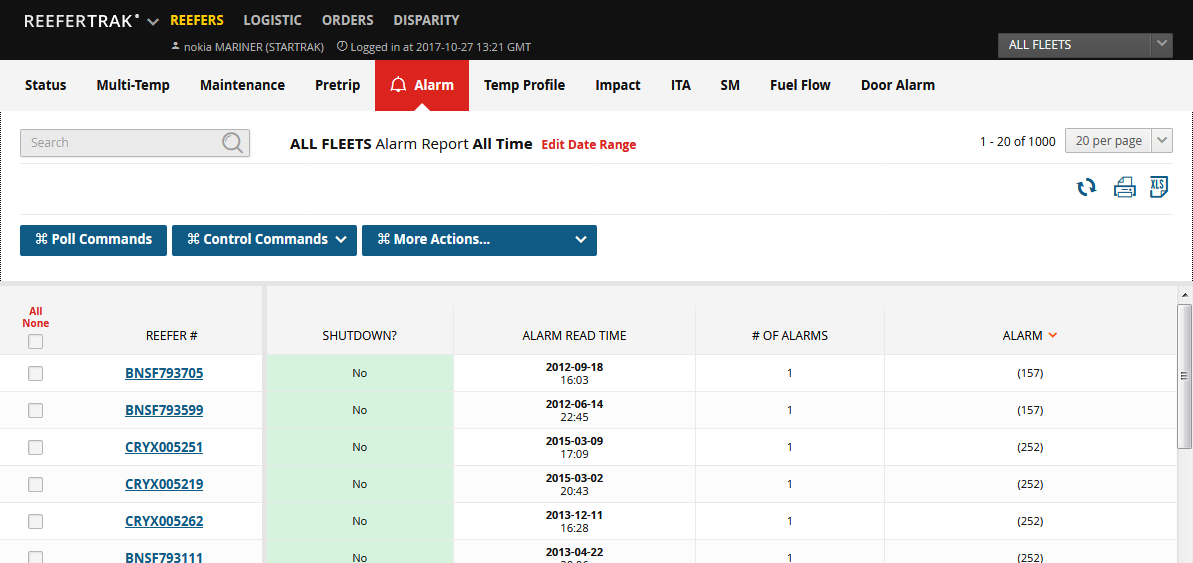 REEFERTRAK REEFERS LOGISTIC ORDERS DISPARITY
nokia MARINER (STARTRAK) Logged in at 2017-10-27 13:21 GMT
ALL FLEETS
Status Multi-Temp Maintenance Pretrip Alarm Temp Profile Impact ITA SM Fuel Flow Door Alarm
Search ALL FLEETS Alarm Report All Time Edit Date Range 1 - 20 of 1000 20 per page
XLS
⌘ Poll Commands ⌘ Control Commands ⌘ More Actions...
All
None
REEFER # SHUTDOWN? ALARM READ TIME # OF ALARMS ALARM
BNSF793705 No 2012-09-18 1 (157)
16:03
BNSF793599 No 2012-06-14 1 (157)
22:45
CRYX005251 No 2015-03-09 1 (252)
17:09
CRYX005219 No 2015-03-02 1 (252)
20:43
CRYX005262 No 2013-12-11 1 (252)
16:28
BNSF793111 No 2013-04-22 1 (252)